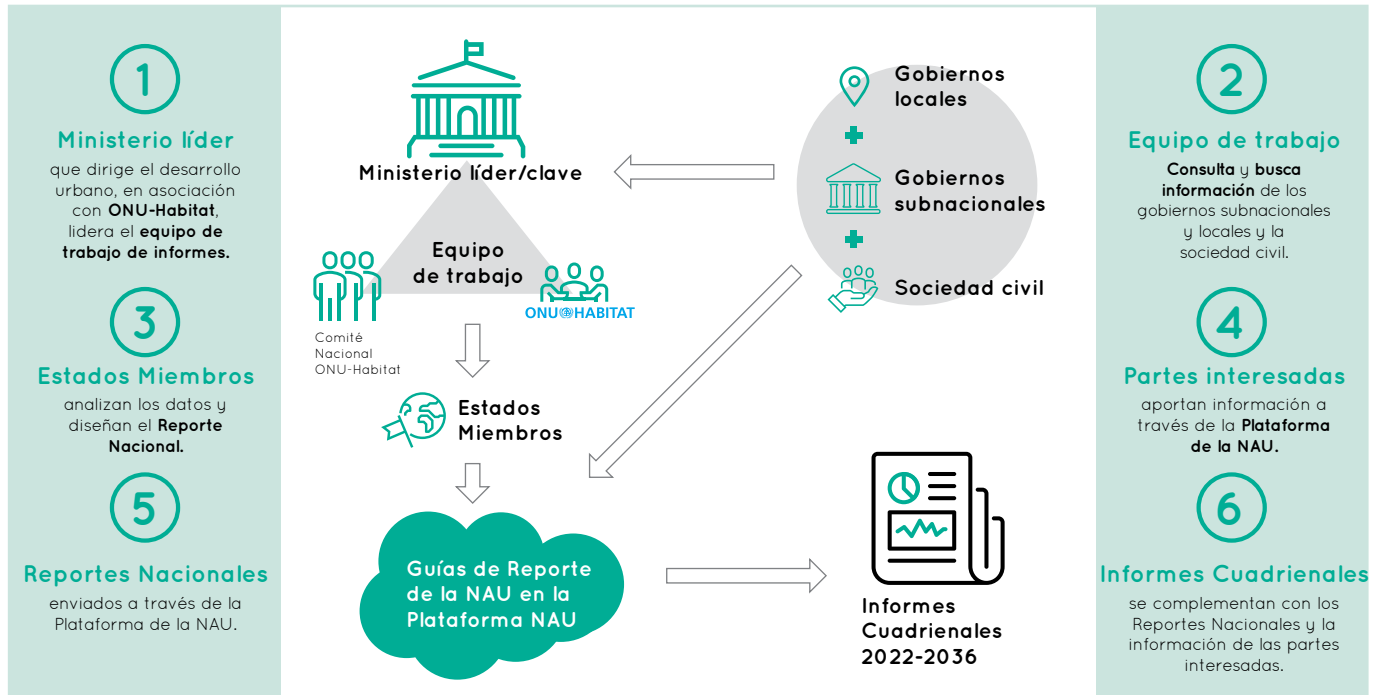 1
Ministerio líder
que dirige el desarrollo
urbano, en asociación
con ONU-Habitat,
lidera el equipo de
trabajo de informes.
3
Estados Miembros
analizan los datos y
diseñan el Reporte
Nacional.
5
Reportes Nacionales
enviados a través de la
Plataforma de la NAU.
Ministerio líder/clave
Equipo
de trabajo
Comité
Nacional
ONU-Habitat
ONU HABITAT
Estados
Miembros
Guías de Reporte
de la NAU en la
Plataforma NAU
Gobiernos
locales
Gobiernos
subnacionales
Sociedad civil
Informes
Cuadrienales
2022-2036
2
Equipo de trabajo
Consulta y busca
información de los
gobiernos subnacionales
y locales y la
sociedad civil.
4
Partes interesadas
aportan información a
través de la Plataforma
de la NAU.
6
Informes Cuadrienales
se complementan con los
Reportes Nacionales y la
información de las partes
interesadas.